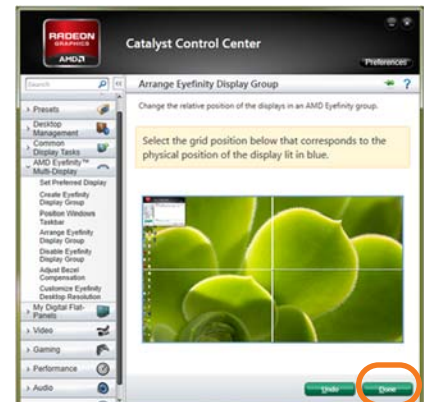 RADEON
GRAPHICS
AMD
Catalyst Control Center
Preferences
Search
Arrange Eyefinity Display Group
?
Change the relative position of the displays in an AMD Eyefinity group.
Select the grid position below that corresponds to the
physical position of the display lit in blue.
Presets
Desktop
Management
Common
Display Tasks
AMD Eyefinity™
Multi-Display
Set Preferred Display
Create Eyefinity
Display Group
Position Windows
Taskbar
Arrange Eyefinity
Display Group
Disable Eyefinity
Display Group
Adjust Bezel
Compensation
Customize Eyefinity
Desktop Resolution
My Digital Flat-
Panels
Video
Gaming
Performance
Audio
Undo
Done